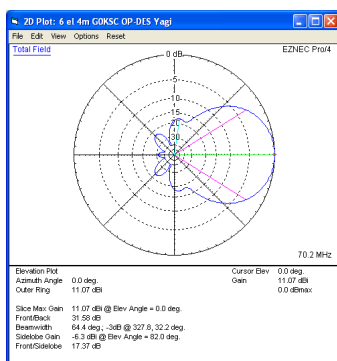 2D Plot: 6 el 4m G0KSC OP-DES Yagi
File Edit View Options Reset
Total Field
EZNEC Pro/4
0 dB
-5
-10
-15
-20
-30
70.2 MHz
Elevation Plot
Azimuth Angle 0.0 deg.
Outer Ring 11.07 dBi
Cursor Elev 0.0 deg.
Gain 11.07 dBi
0.0 dBmax
Slice Max Gain 11.07 dBi @ Elev Angle = 0.0 deg.
Front/Back 31.58 dB
Beamwidth 64.4 deg.; -3dB @ 327.8, 32.2 deg.
Sidelobe Gain -6.3 dBi @ Elev Angle = 82.0 deg.
Front/Sidelobe 17.37 dB